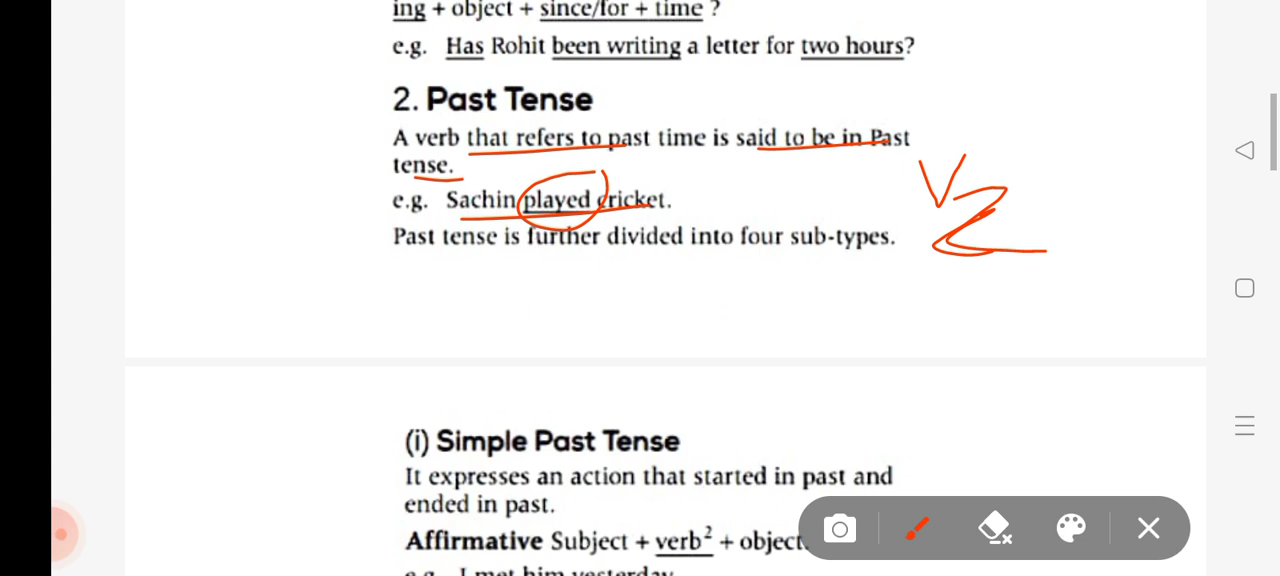 ing + object + since/for + time ?
e.g. Has Rohit been writing a letter for two hours?
2. Past Tense
A verb that refers to past time is said to be in Past
tense.
e.g. Sachin played cricket.
V2
Past tense is further divided into four sub-types.
(i) Simple Past Tense
It expresses an action that started in past and
ended in past.
Affirmative Subject + verb² + object.
e.g. I met him yesterday